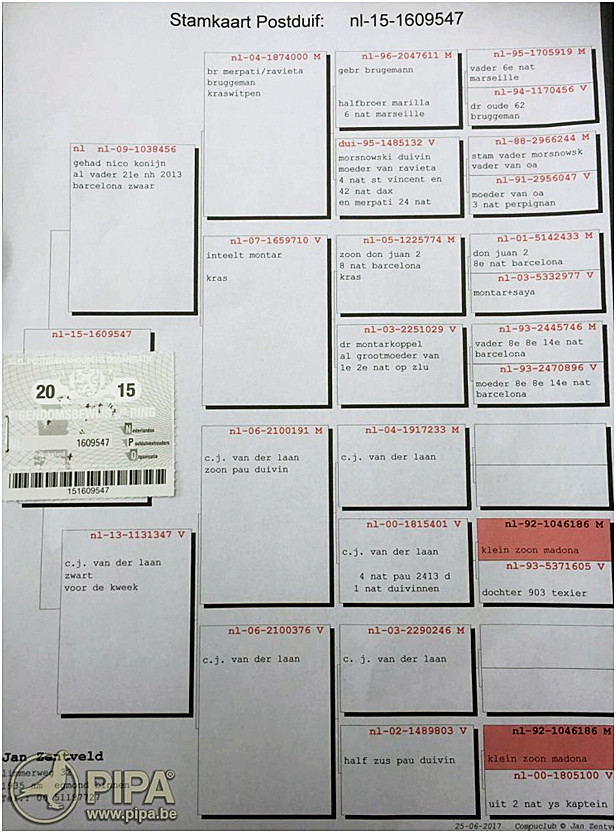 Stamkaart Postduif: nl-15-1609547
nl-15-1609547
20 15
EIGENDOMSBEWIJS RING
Nederlandse
Postduivenhouders
Organisatie
NPO
1609547
151609547
nl nl-09-1038456
gehad nico konijn
al vader 21e nh 2013
barcelona zwaar
nl-13-1131347 V
c.j. van der laan
zwart
voor de kweek
nl-04-1874000 M
br merpati/ravieta
bruggeman
kraswitpen
nl-07-1659710 V
inteelt montar
kras
nl-06-2100191 M
c.j. van der laan
zoon pau duivin
nl-06-2100376 V
c.j. van der laan
nl-96-2047611 M
gebr brugemann
halfbroer marilla
6 nat marseille
dui-95-1485132 V
morsnowski duivin
moeder van ravieta
4 nat st vincent en
42 nat dax
en merpati 24 nat
nl-05-1225774 M
zoon don juan 2
8 nat barcelona
kras
nl-03-2251029 V
dr montarkoppel
al grootmoeder van
1e 2e nat op zlu
nl-04-1917233 M
c.j. van der laan
nl-00-1815401 V
c.j. van der laan
4 nat pau 2413 d
1 nat duivinnen
nl-03-2290246 M
c. j. van der laan
nl-02-1489803 V
half zus pau duivin
nl-95-1705919 M
vader 6e nat
marseille
nl-94-1170456 V
dr oude 62
bruggeman
nl-88-2966244 M
stam vader morsnowsk
vader van oa
nl-91-2956047 V
moeder van oa
3 nat perpignan
nl-01-5142433 M
don juan 2
8e nat barcelona
nl-03-5332977 V
montar+saya
nl-93-2445746 M
vader 8e 8e 14e nat
barcelona
nl-93-2470896 V
moeder 8e 8e 14e nat
barcelona
nl-92-1046186 M
klein zoon madona
nl-93-5371605 V
dochter 903 texier
nl-92-1046186 M
klein zoon madona
nl-00-1805100 V
uit 2 nat ys kaptein
Jan Zentveld
egmond binnen
PIPA®
www.pipa.be
25-06-2017 Compuclub © Jan Zentve